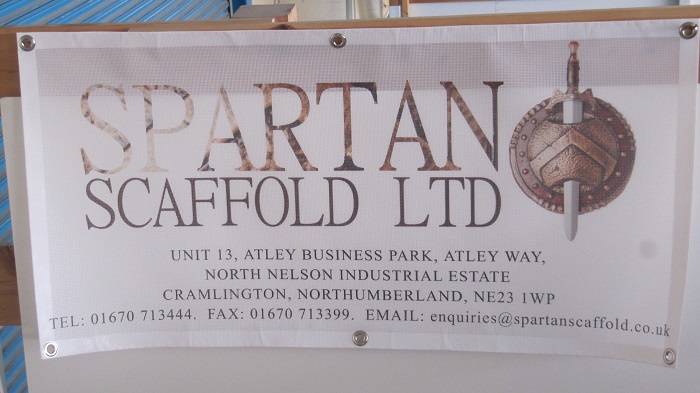 SPARTAN
SCAFFOLD LTD
UNIT 13, ATLEY BUSINESS PARK, ATLEY WAY,
NORTH NELSON INDUSTRIAL ESTATE
CRAMLINGTON, NORTHUMBERLAND, NE23 1WP
TEL: 01670 713444. FAX: 01670 713399. EMAIL: enquiries@spartanscaffold.co.uk